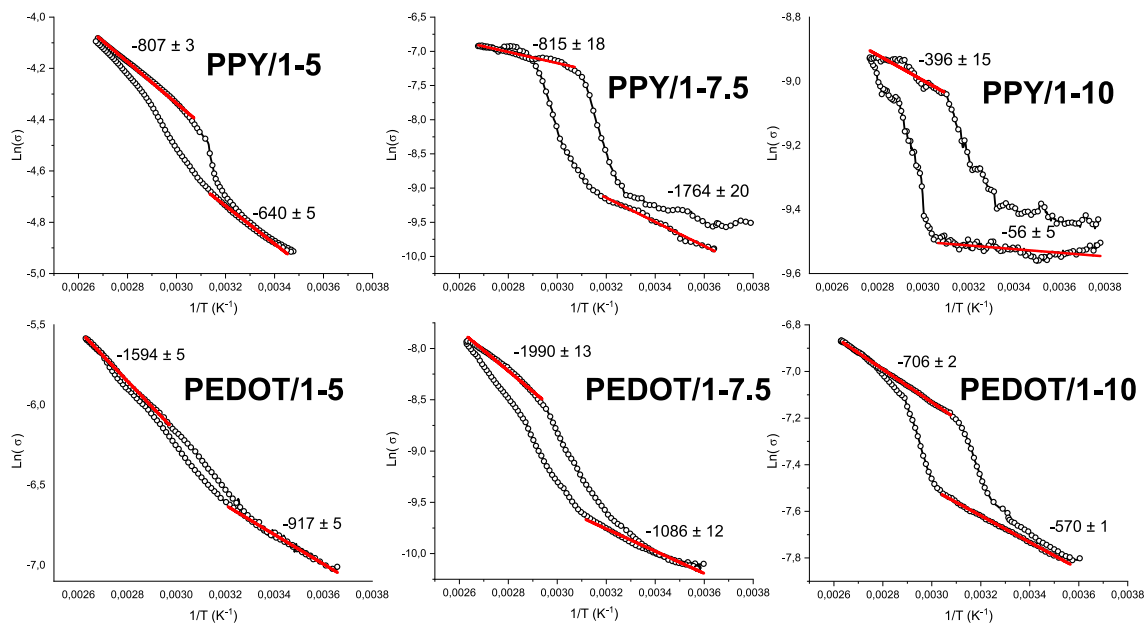 -4,0
-807 ± 3
PPY/1-5
-4,2
-4,4
Ln(σ)
-4,6
-640 ± 5
-4,8
-5,0
0,0026 0,0028 0,0030 0,0032 0,0034 0,0036 0,0038
1/T (K⁻¹)
-6,5
-815 ± 18
-7,0
PPY/1-7.5
-7,5
-8,0
Ln(σ)
-8,5
-9,0
-1764 ± 20
-9,5
-10,0
0,0026 0,0028 0,0030 0,0032 0,0034 0,0036 0,0038
1/T (K⁻¹)
-8,8
-396 ± 15
PPY/1-10
-9,0
-9,2
Ln(σ)
-9,4
-56 ± 5
-9,6
0,0026 0,0028 0,0030 0,0032 0,0034 0,0036 0,0038
1/T (K⁻¹)
-5,5
-1594 ± 5
PEDOT/1-5
-6,0
Ln( σ)
-6,5
-917 ± 5
-7,0
0,0026 0,0028 0,0030 0,0032 0,0034 0,0036 0,0038
1/T (K⁻¹)
-7,5
-1990 ± 13
-8,0
PEDOT/1-7.5
-8,5
Ln( σ)
-9,0
-9,5
-1086 ± 12
-10,0
0,0026 0,0028 0,0030 0,0032 0,0034 0,0036 0,0038
1/T (K⁻¹)
-6,8
-706 ± 2
-7,0
PEDOT/1-10
-7,2
Ln( σ)
-7,4
-7,6
-570 ± 1
-7,8
0,0026 0,0028 0,0030 0,0032 0,0034 0,0036 0,0038
1/T (K⁻¹)